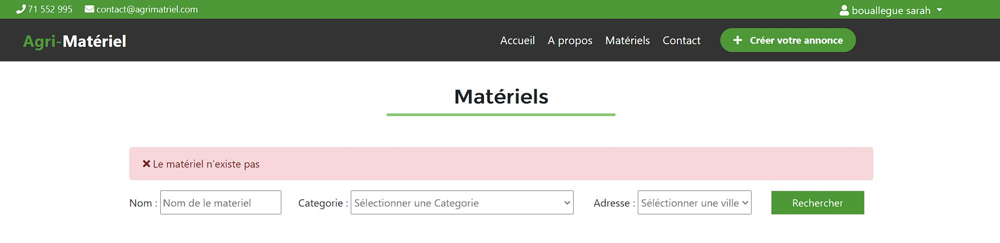 71 552 995 contact@agrimatriel.com bouallegue sarah
Agri-Matériel Accueil A propos Matériels Contact Créer votre annonce
Matériels
Le matériel n’existe pas
Nom : Nom de le materiel Categorie : Sélectionner une Categorie Adresse : Séléctionner une ville Rechercher